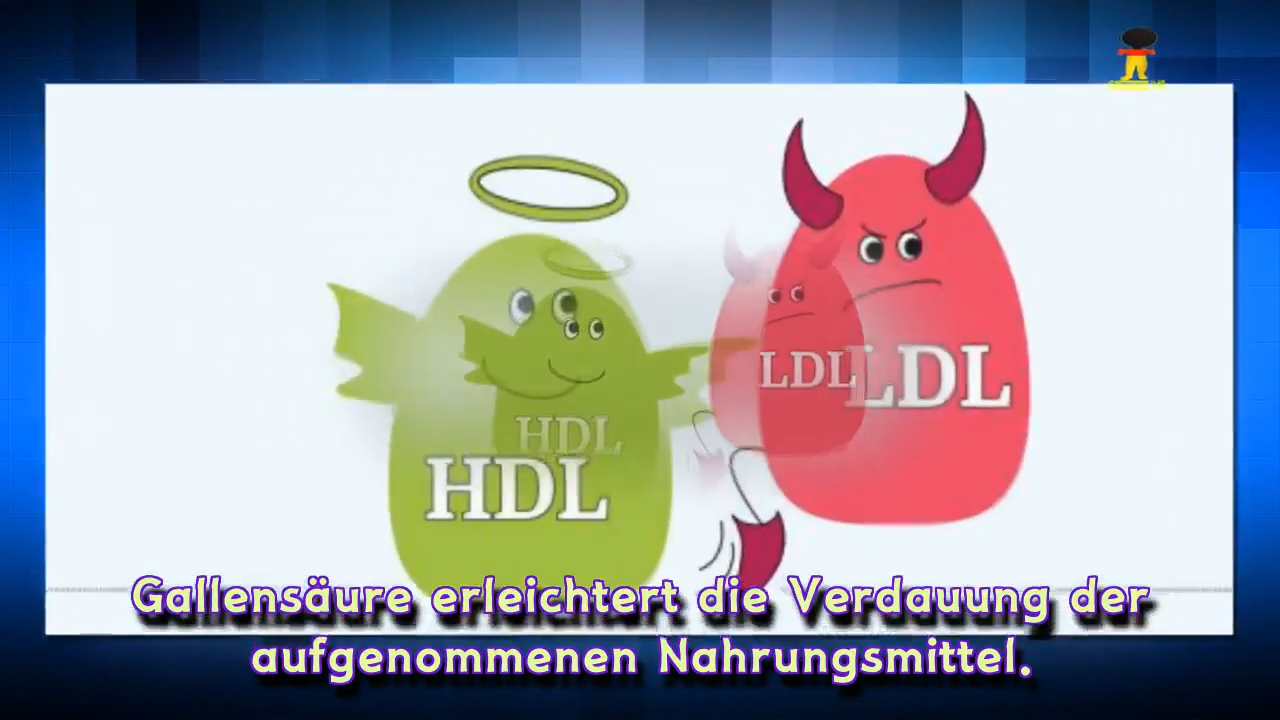 HDL
LDL
LDL
HDL
Gallensäure erleichtert die Verdauung der
aufgenommenen Nahrungsmittel.